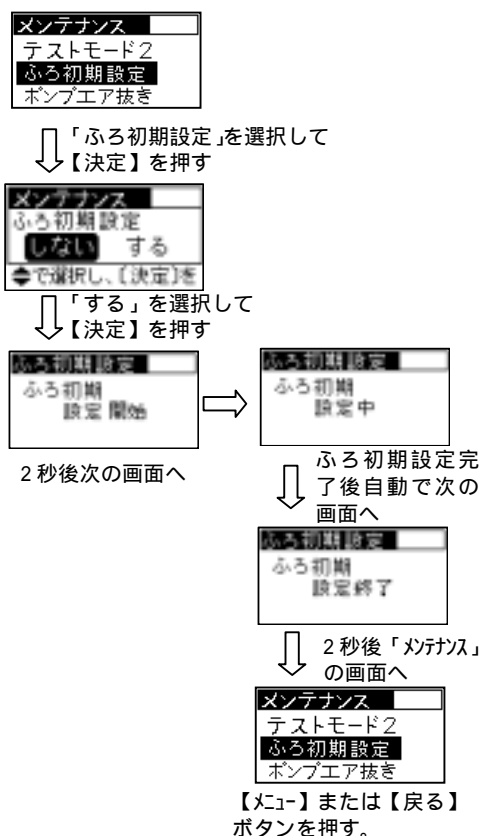 メンテナンス
テストモード2
ふろ初期設定
ポンプエア抜き
「ふろ初期設定」を選択して
【決定】を押す
メンテナンス
ふろ初期設定
しない する
◆で選択し、[決定]を
「する」を選択して
【決定】を押す
ふろ初期設定
ふろ初期
設定開始
2秒後次の画面へ
ふろ初期設定
ふろ初期
設定中
ふろ初期設定完
了後自動で次の
画面へ
ふろ初期設定
ふろ初期
設定終了
2秒後「メンテナンス」
の画面へ
メンテナンス
テストモード2
ふろ初期設定
ポンプエア抜き
【メニュー】または【戻る】
ボタンを押す。